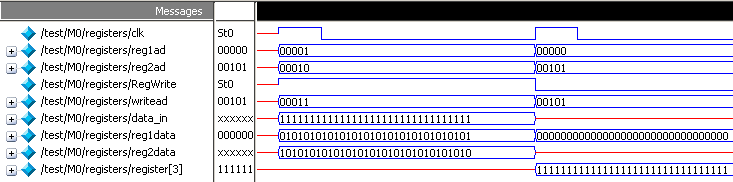 Messages
/test/M0/registers/clk St0
/test/M0/registers/reg1ad 00000 00001 00000
/test/M0/registers/reg2ad 00101 00010 00101
/test/M0/registers/RegWrite St0
/test/M0/registers/writead 00101 00011 00101
/test/M0/registers/data_in xxxxxx 11111111111111111111111111111111
/test/M0/registers/reg1data 000000 01010101010101010101010101010101 00000000000000000000000000000000
/test/M0/registers/reg2data xxxxxx 10101010101010101010101010101010
/test/M0/registers/register[3] 111111 11111111111111111111111111111111